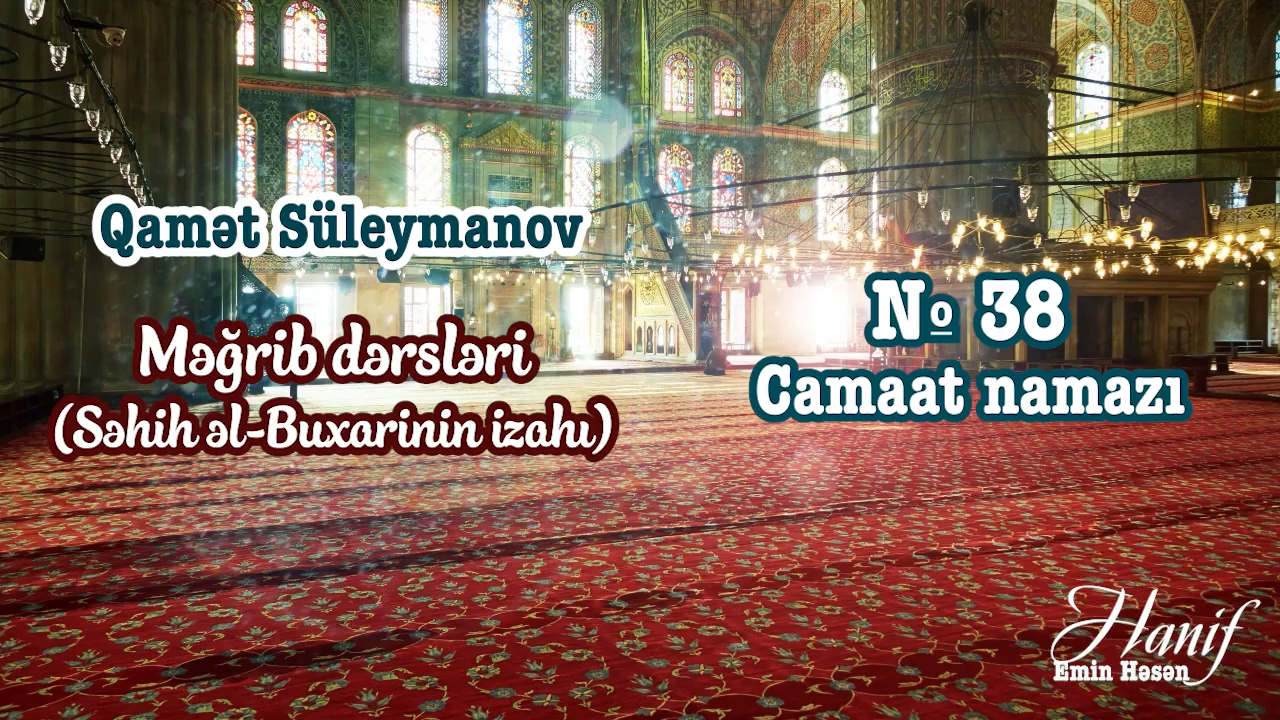 Qamət Süleymanov
Məğrib dərsləri
(Səhih əl-Buxarinin izahı)
№ 38
Camaat namazı
Hanif
Emin Həsən